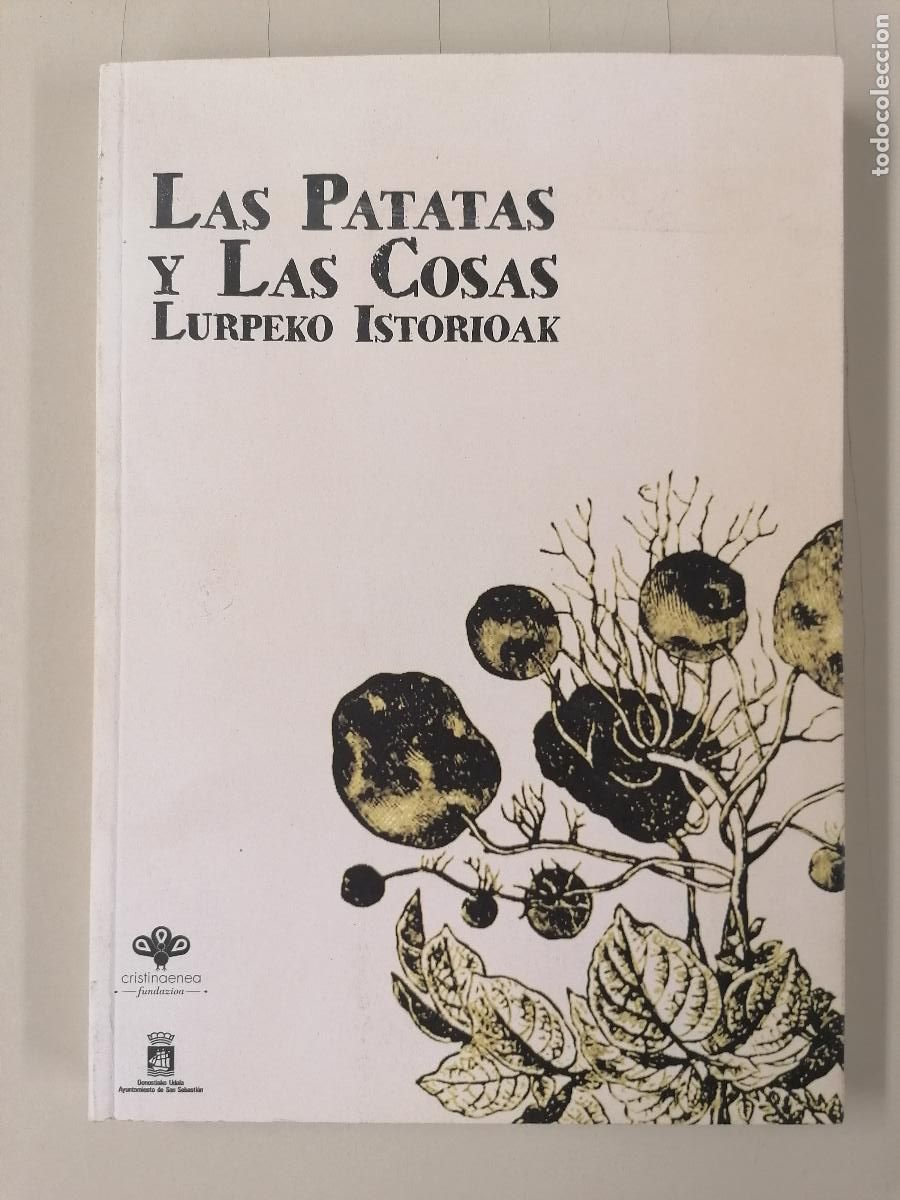 todocoleccion
Las Patatas
y Las Cosas
Lurpeko Istorioak
cristinaenea
fundazioa
Donostiako Udala
Ayuntamiento de San Sebastián